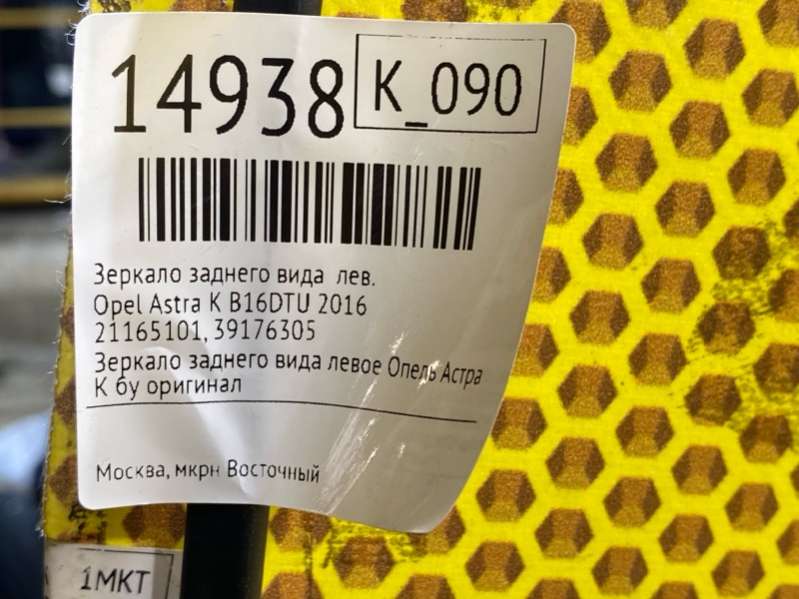 14938 K_090
Зеркало заднего вида лев.
Opel Astra K B16DTU 2016
21165101, 39176305
Зеркало заднего вида левое Опель Астра
К бу оригинал
Москва, мкрн Восточный
1MKT